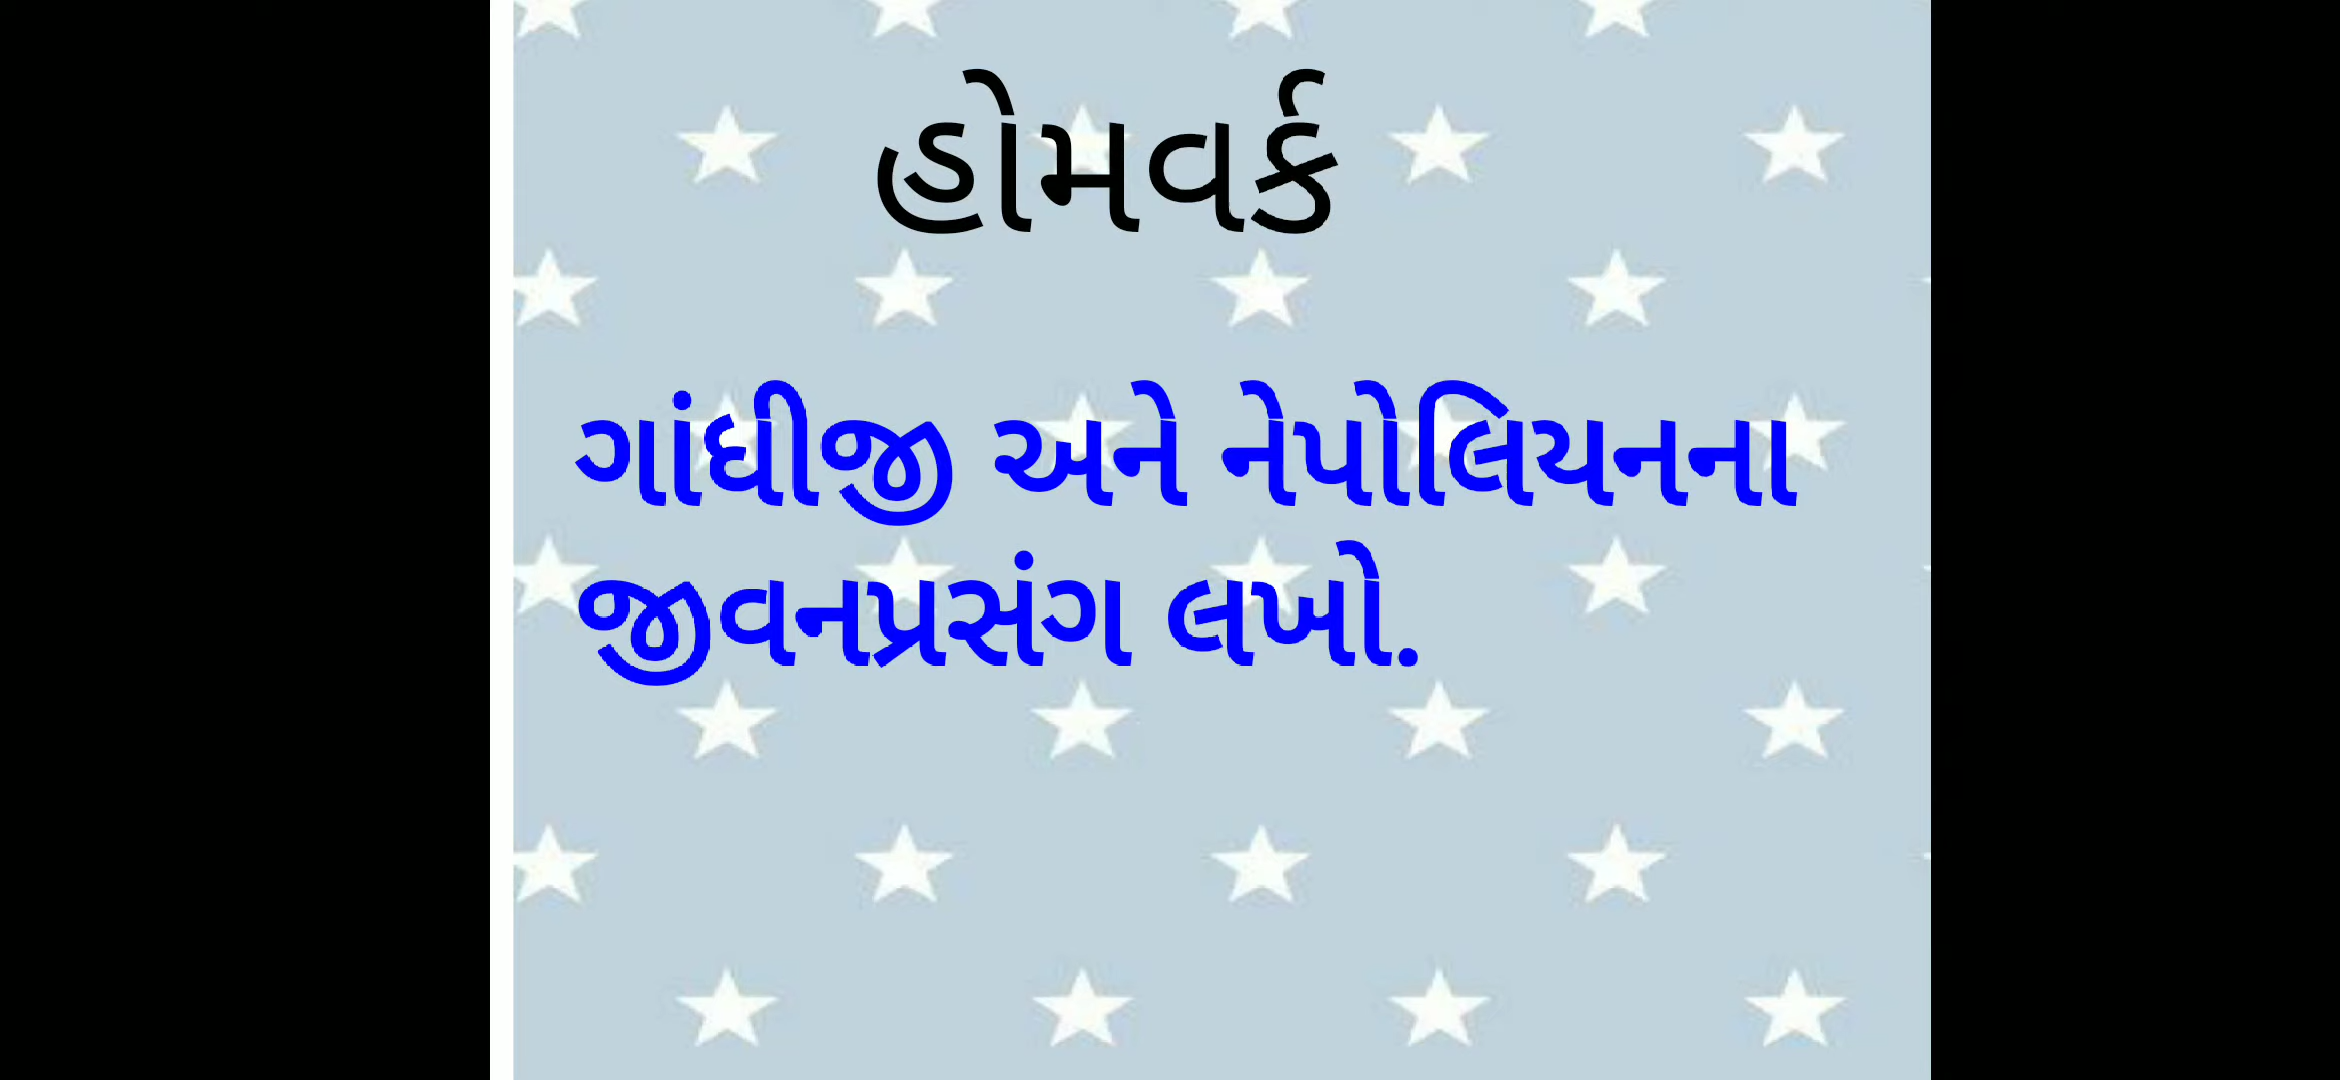 હોમવર્ક
ગાંધીજી અને નેપોલિયનના
જીવનપ્રસંગ લખો.